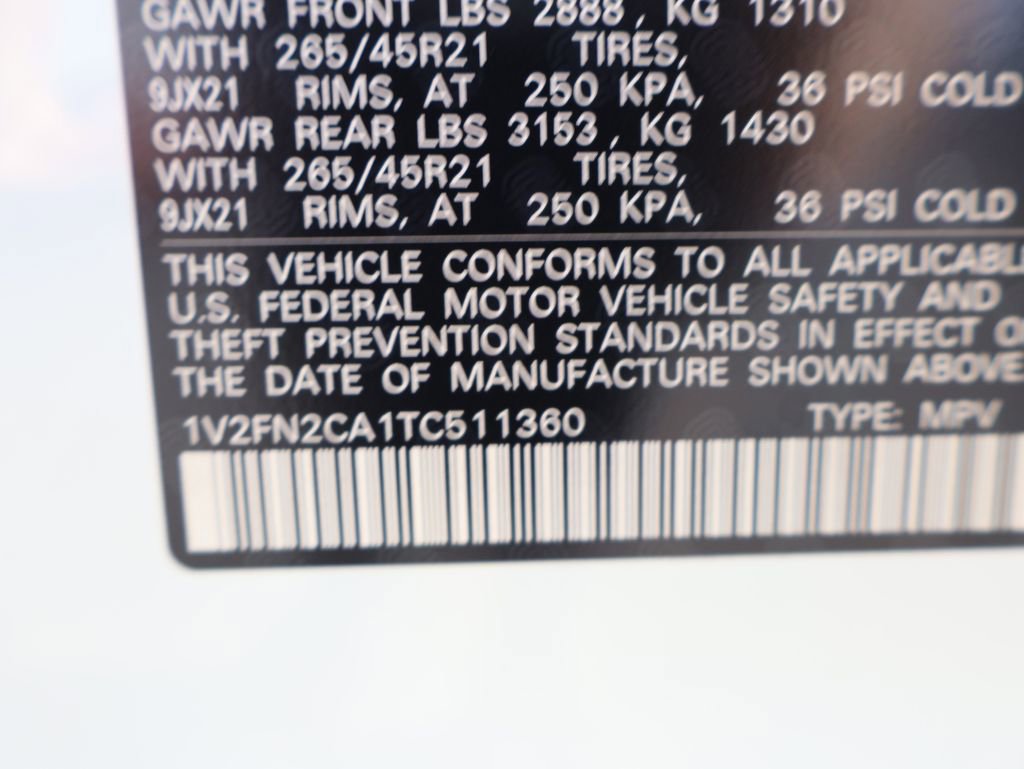 GAWR FRONT LBS 2888, KG 1310
WITH 265/45R21 TIRES,
9JX21 RIMS, AT 250 KPA, 36 PSI COLD
GAWR REAR LBS 3153, KG 1430
WITH 265/45R21 TIRES,
9JX21 RIMS, AT 250 KPA, 36 PSI COLD
THIS VEHICLE CONFORMS TO ALL APPLICABL
U.S. FEDERAL MOTOR VEHICLE SAFETY AND
THEFT PREVENTION STANDARDS IN EFFECT O
THE DATE OF MANUFACTURE SHOWN ABOVE
1V2FN2CA1TC511360 TYPE: MPV